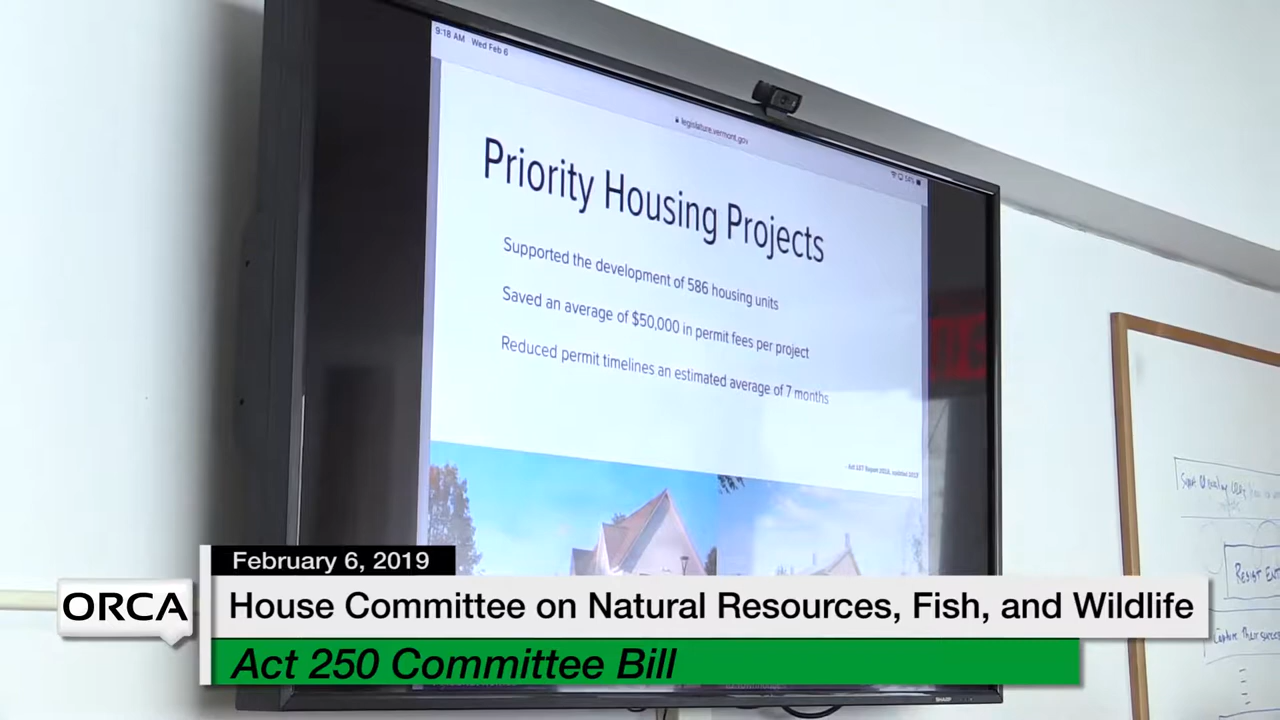 9:18 AM Wed Feb 6
legislature.vermont.gov
54%
Priority Housing Projects
Supported the development of 586 housing units
Saved an average of $50,000 in permit fees per project
Reduced permit timelines an estimated average of 7 months
February 6, 2019
ORCA
House Committee on Natural Resources, Fish, and Wildlife
Act 250 Committee Bill
SHARP